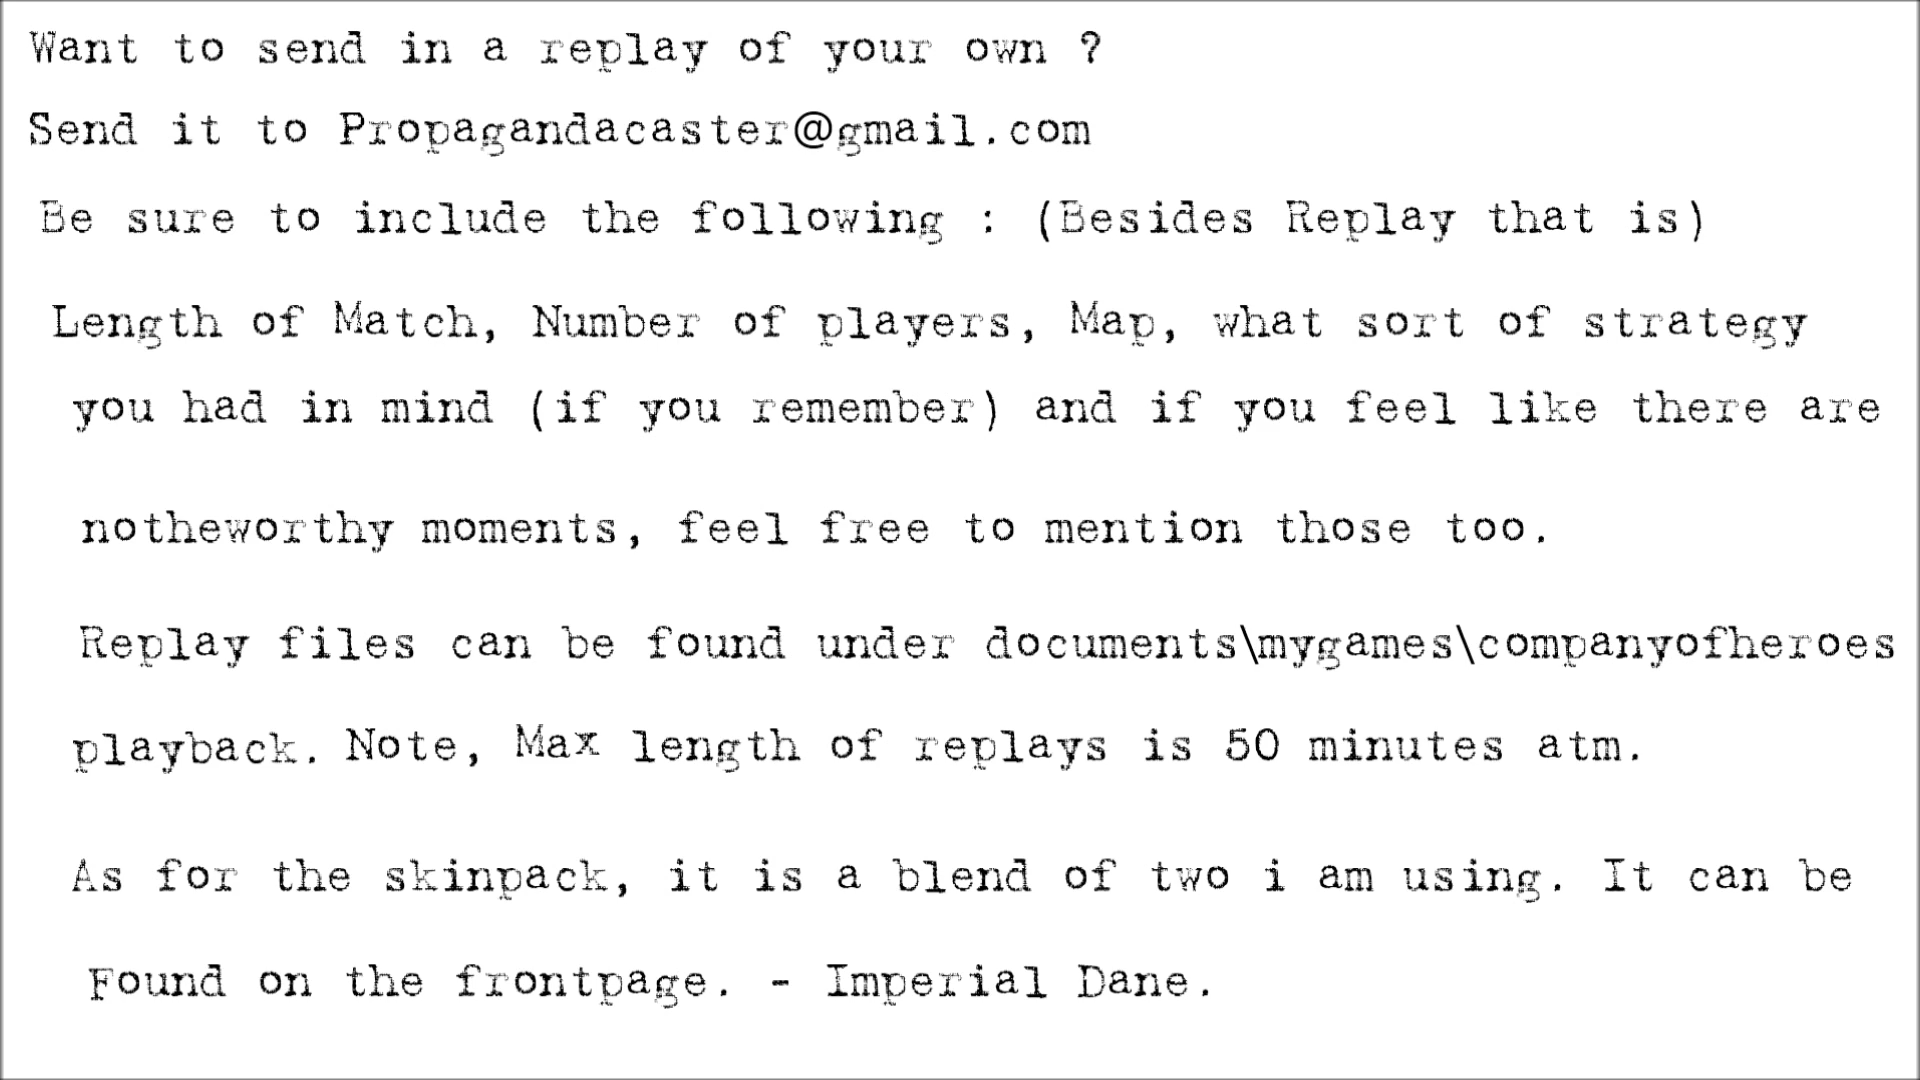 Want to send in a replay of your own ?
Send it to Propagandacaster@gmail.com
Be sure to include the following : (Besides Replay that is)
Length of Match, Number of players, Map, what sort of strategy
you had in mind (if you remember) and if you feel like there are
notheworthy moments, feel free to mention those too.
Replay files can be found under documents\mygames\companyofheroes
playback. Note, Max length of replays is 50 minutes atm.
As for the skinpack, it is a blend of two i am using. It can be
Found on the frontpage. - Imperial Dane.